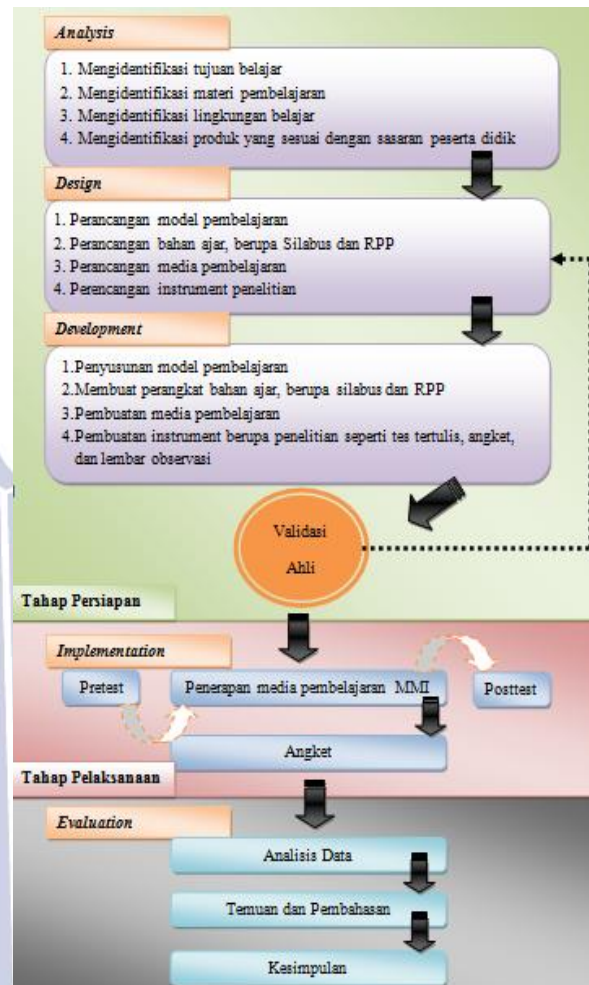 Analysis
1. Mengidentifikasi tujuan belajar
2. Mengidentifikasi materi pembelajaran
3. Mengidentifikasi lingkungan belajar
4. Mengidentifikasi produk yang sesuai dengan sasaran peserta didik
Design
1. Perancangan model pembelajaran
2. Perancangan bahan ajar, berupa Silabus dan RPP
3. Perancangan media pembelajaran
4. Perencangan instrument penelitian
Development
1.Penyusunan model pembelajaran
2.Membuat perangkat bahan ajar, berupa silabus dan RPP
3.Pembuatan media pembelajaran
4.Pembuatan instrument berupa penelitian seperti tes tertulis, angket,
dan lembar observasi
Validasi
Ahli
Tahap Persiapan
Implementation
Pretest
Penerapan media pembelajaran MMI
Posttest
Angket
Tahap Pelaksanaan
Evaluation
Analisis Data
Temuan dan Pembahasan
Kesimpulan